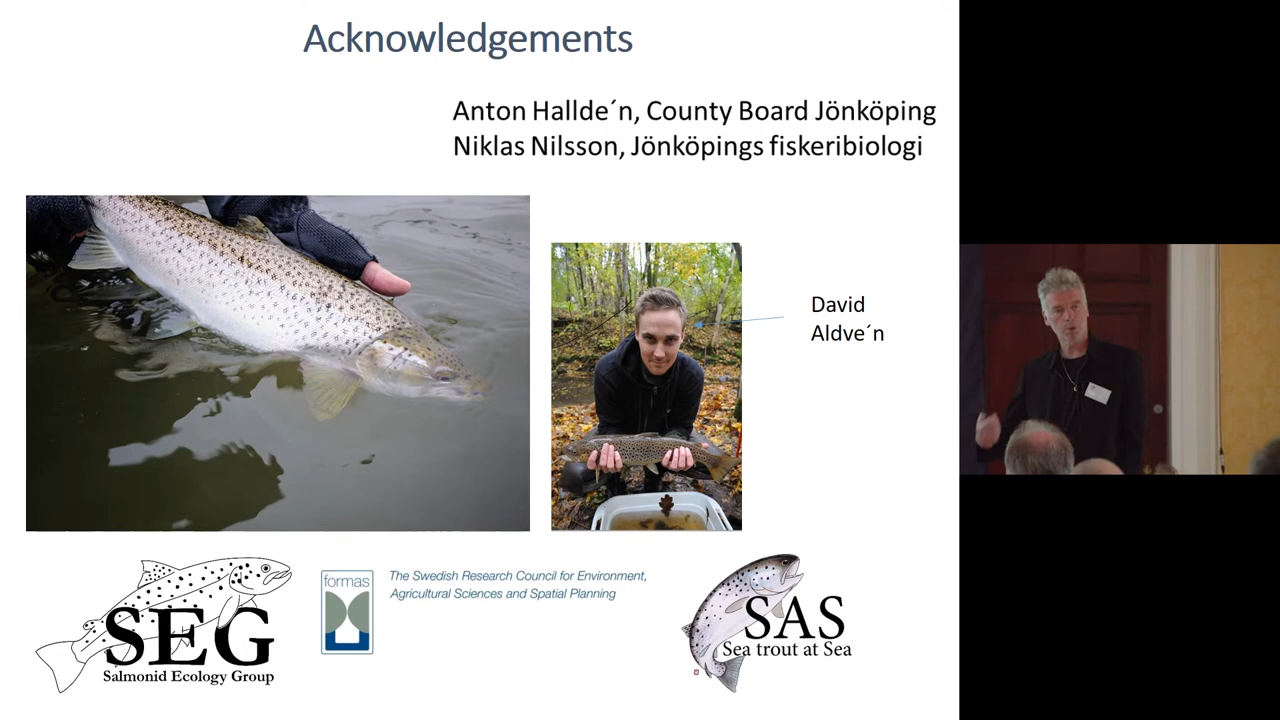 Acknowledgements
Anton Hallde´n, County Board Jönköping
Niklas Nilsson, Jönköpings fiskeribiologi
David
Aldve´n
SEG
Salmonid Ecology Group
formas
The Swedish Research Council for Environment,
Agricultural Sciences and Spatial Planning
SAS
Sea trout at Sea